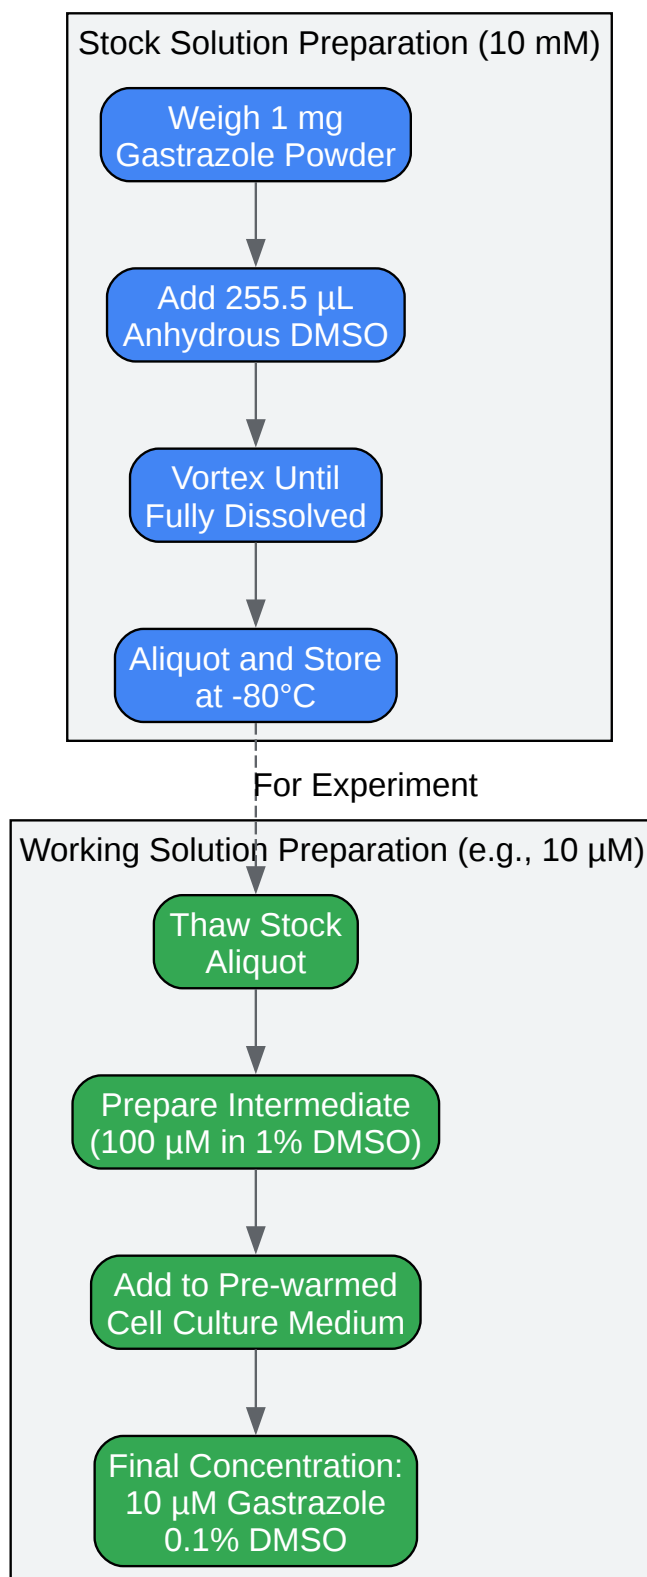 Stock Solution Preparation (10 mM)
Weigh 1 mg
Gastrazole Powder
Add 255.5 µL
Anhydrous DMSO
Vortex Until
Fully Dissolved
Aliquot and Store
at -80°C
For Experiment
Working Solution Preparation (e.g., 10 µM)
Thaw Stock
Aliquot
Prepare Intermediate
(100 µM in 1% DMSO)
Add to Pre-warmed
Cell Culture Medium
Final Concentration:
10 µM Gastrazole
0.1% DMSO